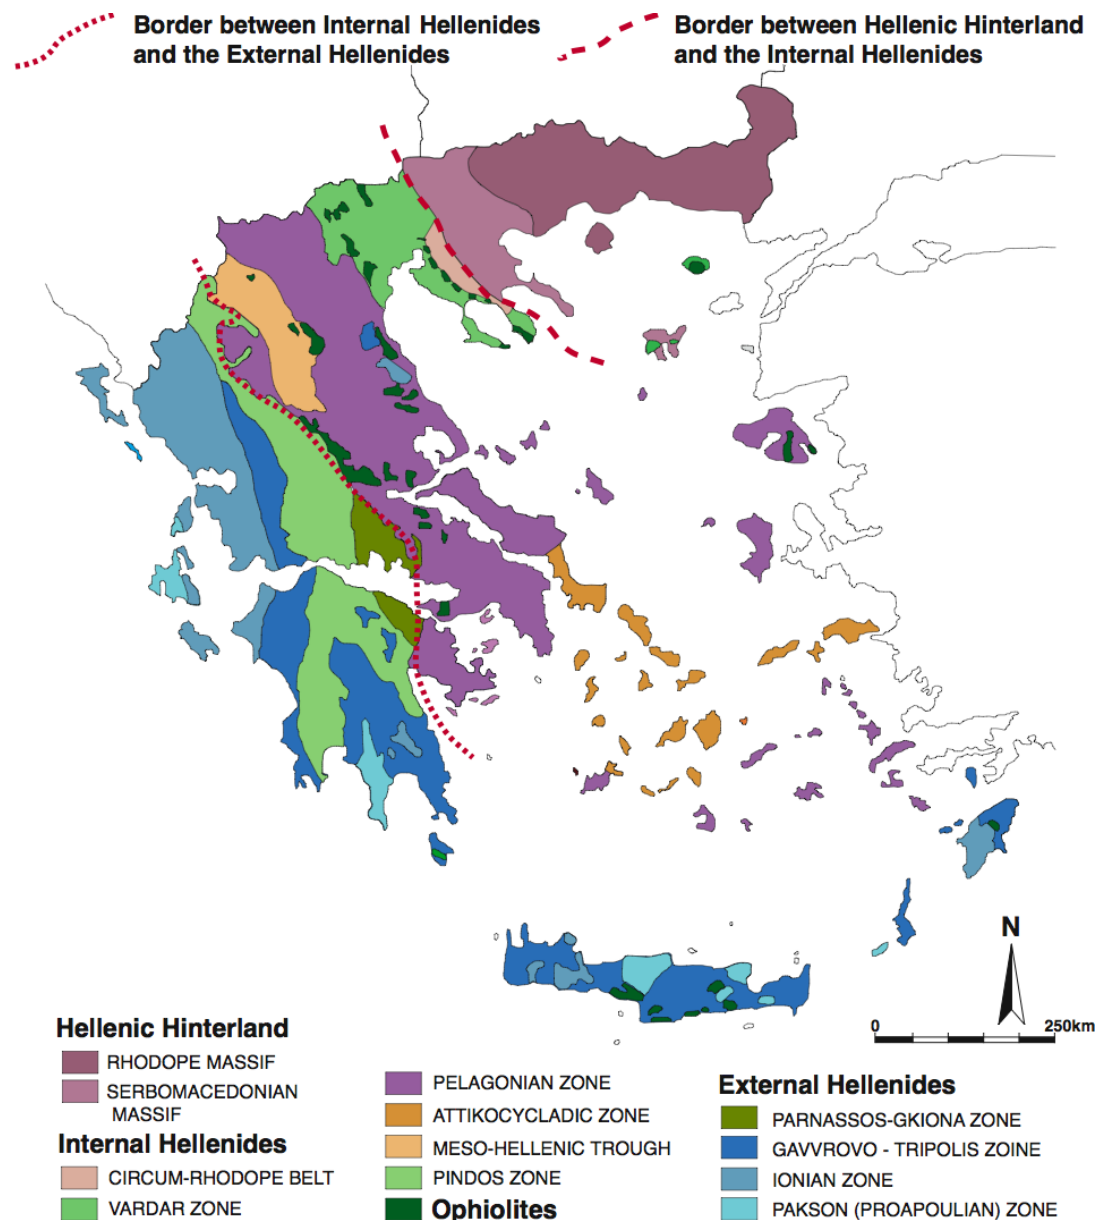 Border between Internal Hellenides
and the External Hellenides
Border between Hellenic Hinterland
and the Internal Hellenides
N
0 250km
Hellenic Hinterland
RHODOPE MASSIF
SERBOMACEDONIAN
MASSIF
Internal Hellenides
CIRCUM-RHODOPE BELT
VARDAR ZONE
PELAGONIAN ZONE
ATTIKOCYCLADIC ZONE
MESO-HELLENIC TROUGH
PINDOS ZONE
Ophiolites
External Hellenides
PARNASSOS-GKIONA ZONE
GAVVROVO - TRIPOLIS ZOINE
IONIAN ZONE
PAKSON (PROAPOULIAN) ZONE